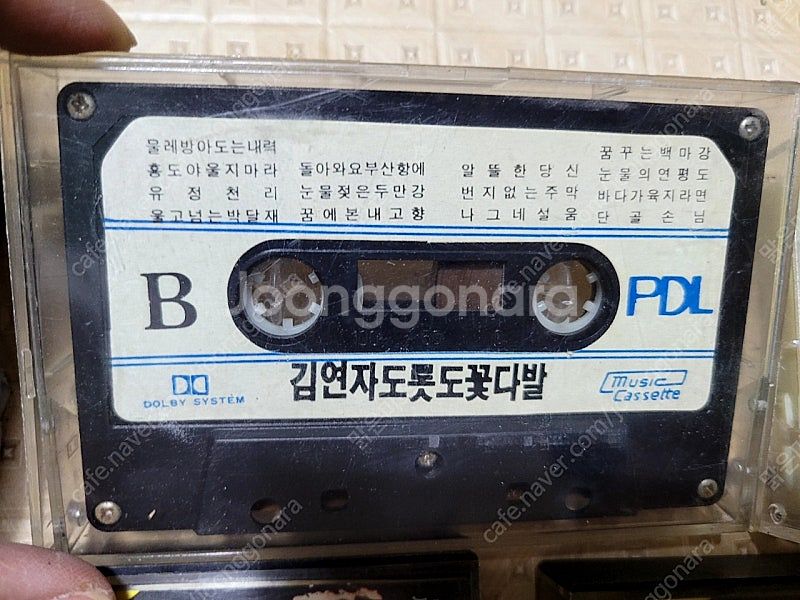 물레방아도는내력
홍도야울지마라
유정천리
울고넘는박달재
돌아와요부산항에
눈물젖은두만강
꿈에본내고향
알뜰한당신
번지없는주막
나그네설움
꿈꾸는백마강
눈물의연평도
바다가육지라면
단골손님
B
PDL
DOLBY SYSTEM
김연자도롯도꽃다발
Music
Cassette
Joonggonara
cafe.naver.com/